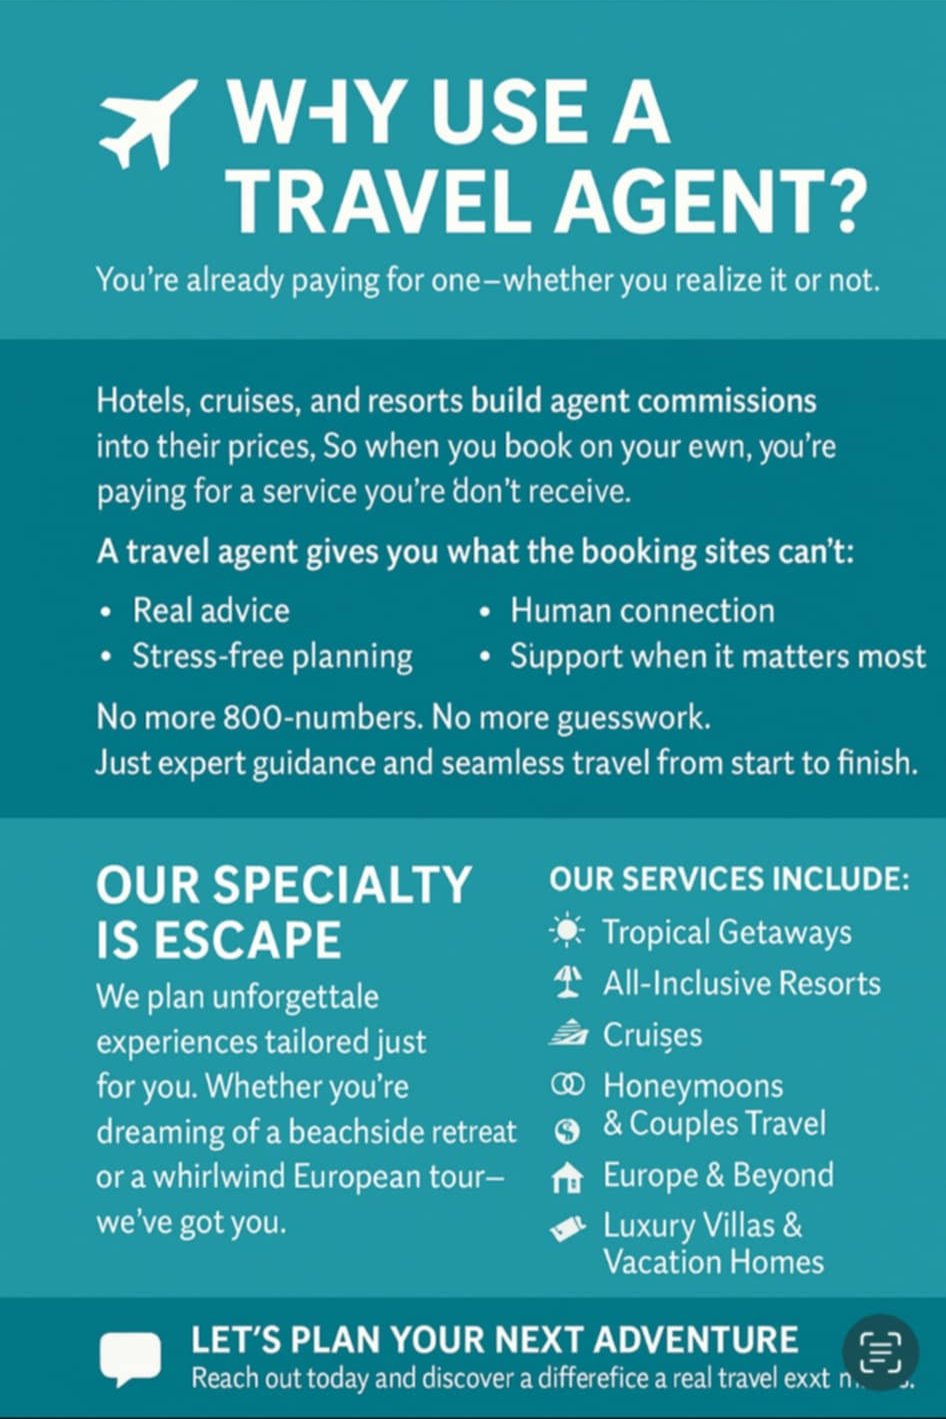 WHY USE A
TRAVEL AGENT?
You're already paying for one–whether you realize it or not.
Hotels, cruises, and resorts build agent commissions
into their prices, So when you book on your ewn, you're
paying for a service you're don't receive.
A travel agent gives you what the booking sites can't:
• Real advice
• Human connection
• Stress-free planning
• Support when it matters most
No more 800-numbers. No more guesswork.
Just expert guidance and seamless travel from start to finish.
OUR SPECIALTY
IS ESCAPE
We plan unforgettale
experiences tailored just
for you. Whether you're
dreaming of a beachside retreat
or a whirlwind European tour–
we've got you.
OUR SERVICES INCLUDE:
Tropical Getaways
All-Inclusive Resorts
Cruises
Honeymoons
& Couples Travel
Europe & Beyond
Luxury Villas &
Vacation Homes
LET'S PLAN YOUR NEXT ADVENTURE
Reach out today and discover a differefice a real travel exxt